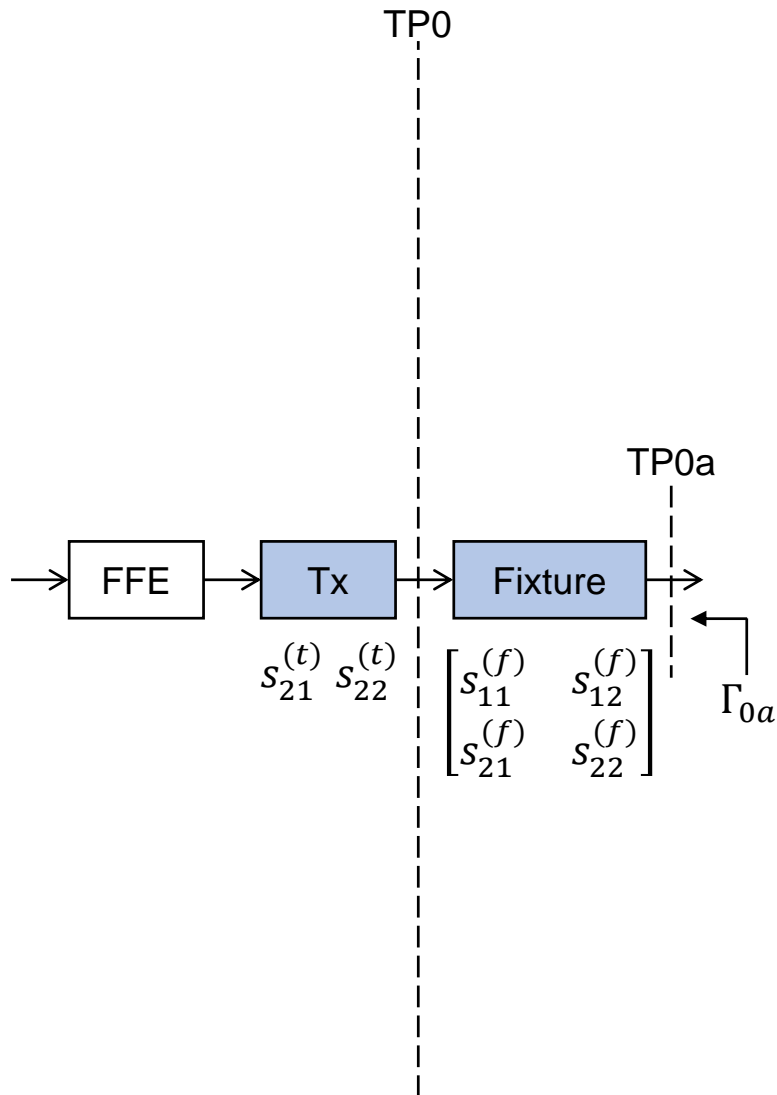 TP0
TP0a
FFE
Tx
Fixture
s₂₁⁽ᵗ⁾ s₂₂⁽ᵗ⁾
s₁₁⁽ᶠ⁾ s₁₂⁽ᶠ⁾
s₂₁⁽ᶠ⁾ s₂₂⁽ᶠ⁾
Γ₀ₐ